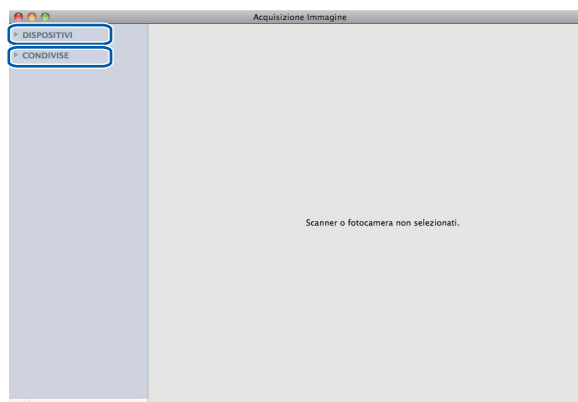 Acquisizione Immagine
DISPOSITIVI
CONDIVISE
Scanner o fotocamera non selezionati.